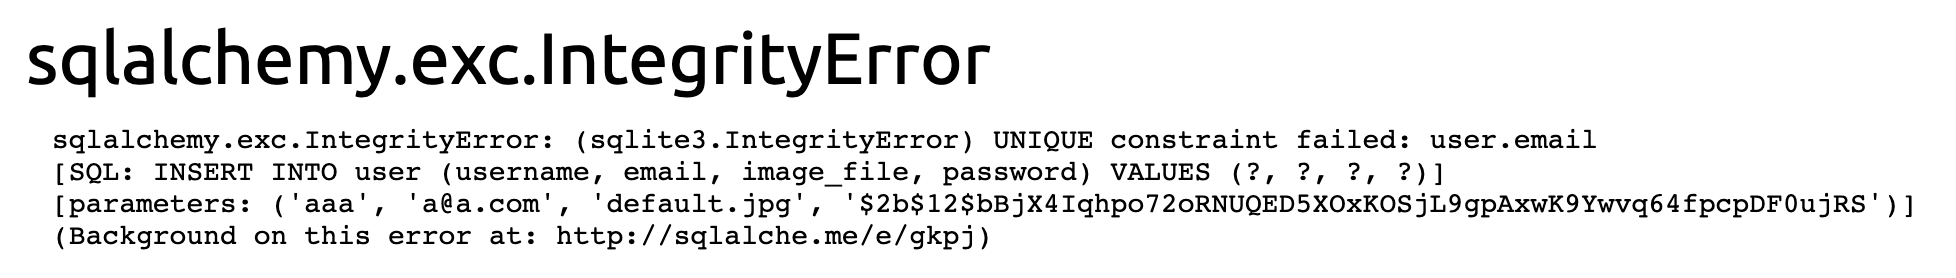 sqlalchemy.exc.IntegrityError
sqlalchemy.exc.IntegrityError: (sqlite3.IntegrityError) UNIQUE constraint failed: user.email
[SQL: INSERT INTO user (username, email, image_file, password) VALUES (?, ?, ?, ?)]
[parameters: ('aaa', 'a@a.com', 'default.jpg', '$2b$12$bBjX4Iqhpo72oRNUQED5XOxKOSjL9gpAxwK9Ywvq64fpcpDF0ujRS')]
(Background on this error at: http://sqlalche.me/e/gkpj)